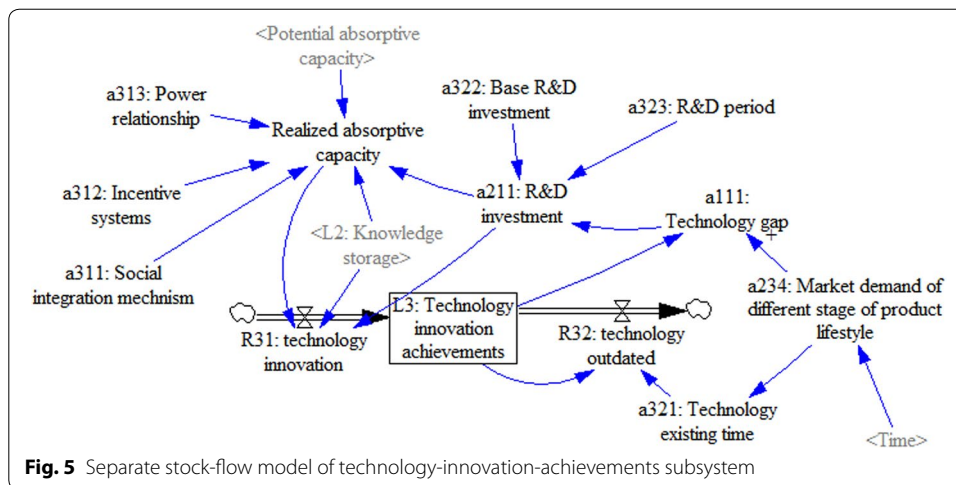 <Potential absorptive
capacity>
a313: Power
relationship
Realized absorptive
capacity
a322: Base R&D
investment
a323: R&D period
a312: Incentive
systems
a211: R&D
investment
a111:
Technology gap
<L2: Knowledge
storage>
a311: Social
integration mechnism
a234: Market demand of
different stage of product
lifestyle
L3: Technology
innovation
achievements
R31: technology
innovation
R32: technology
outdated
a321: Technology
existing time
<Time>
Fig. 5 Separate stock-flow model of technology-innovation-achievements subsystem